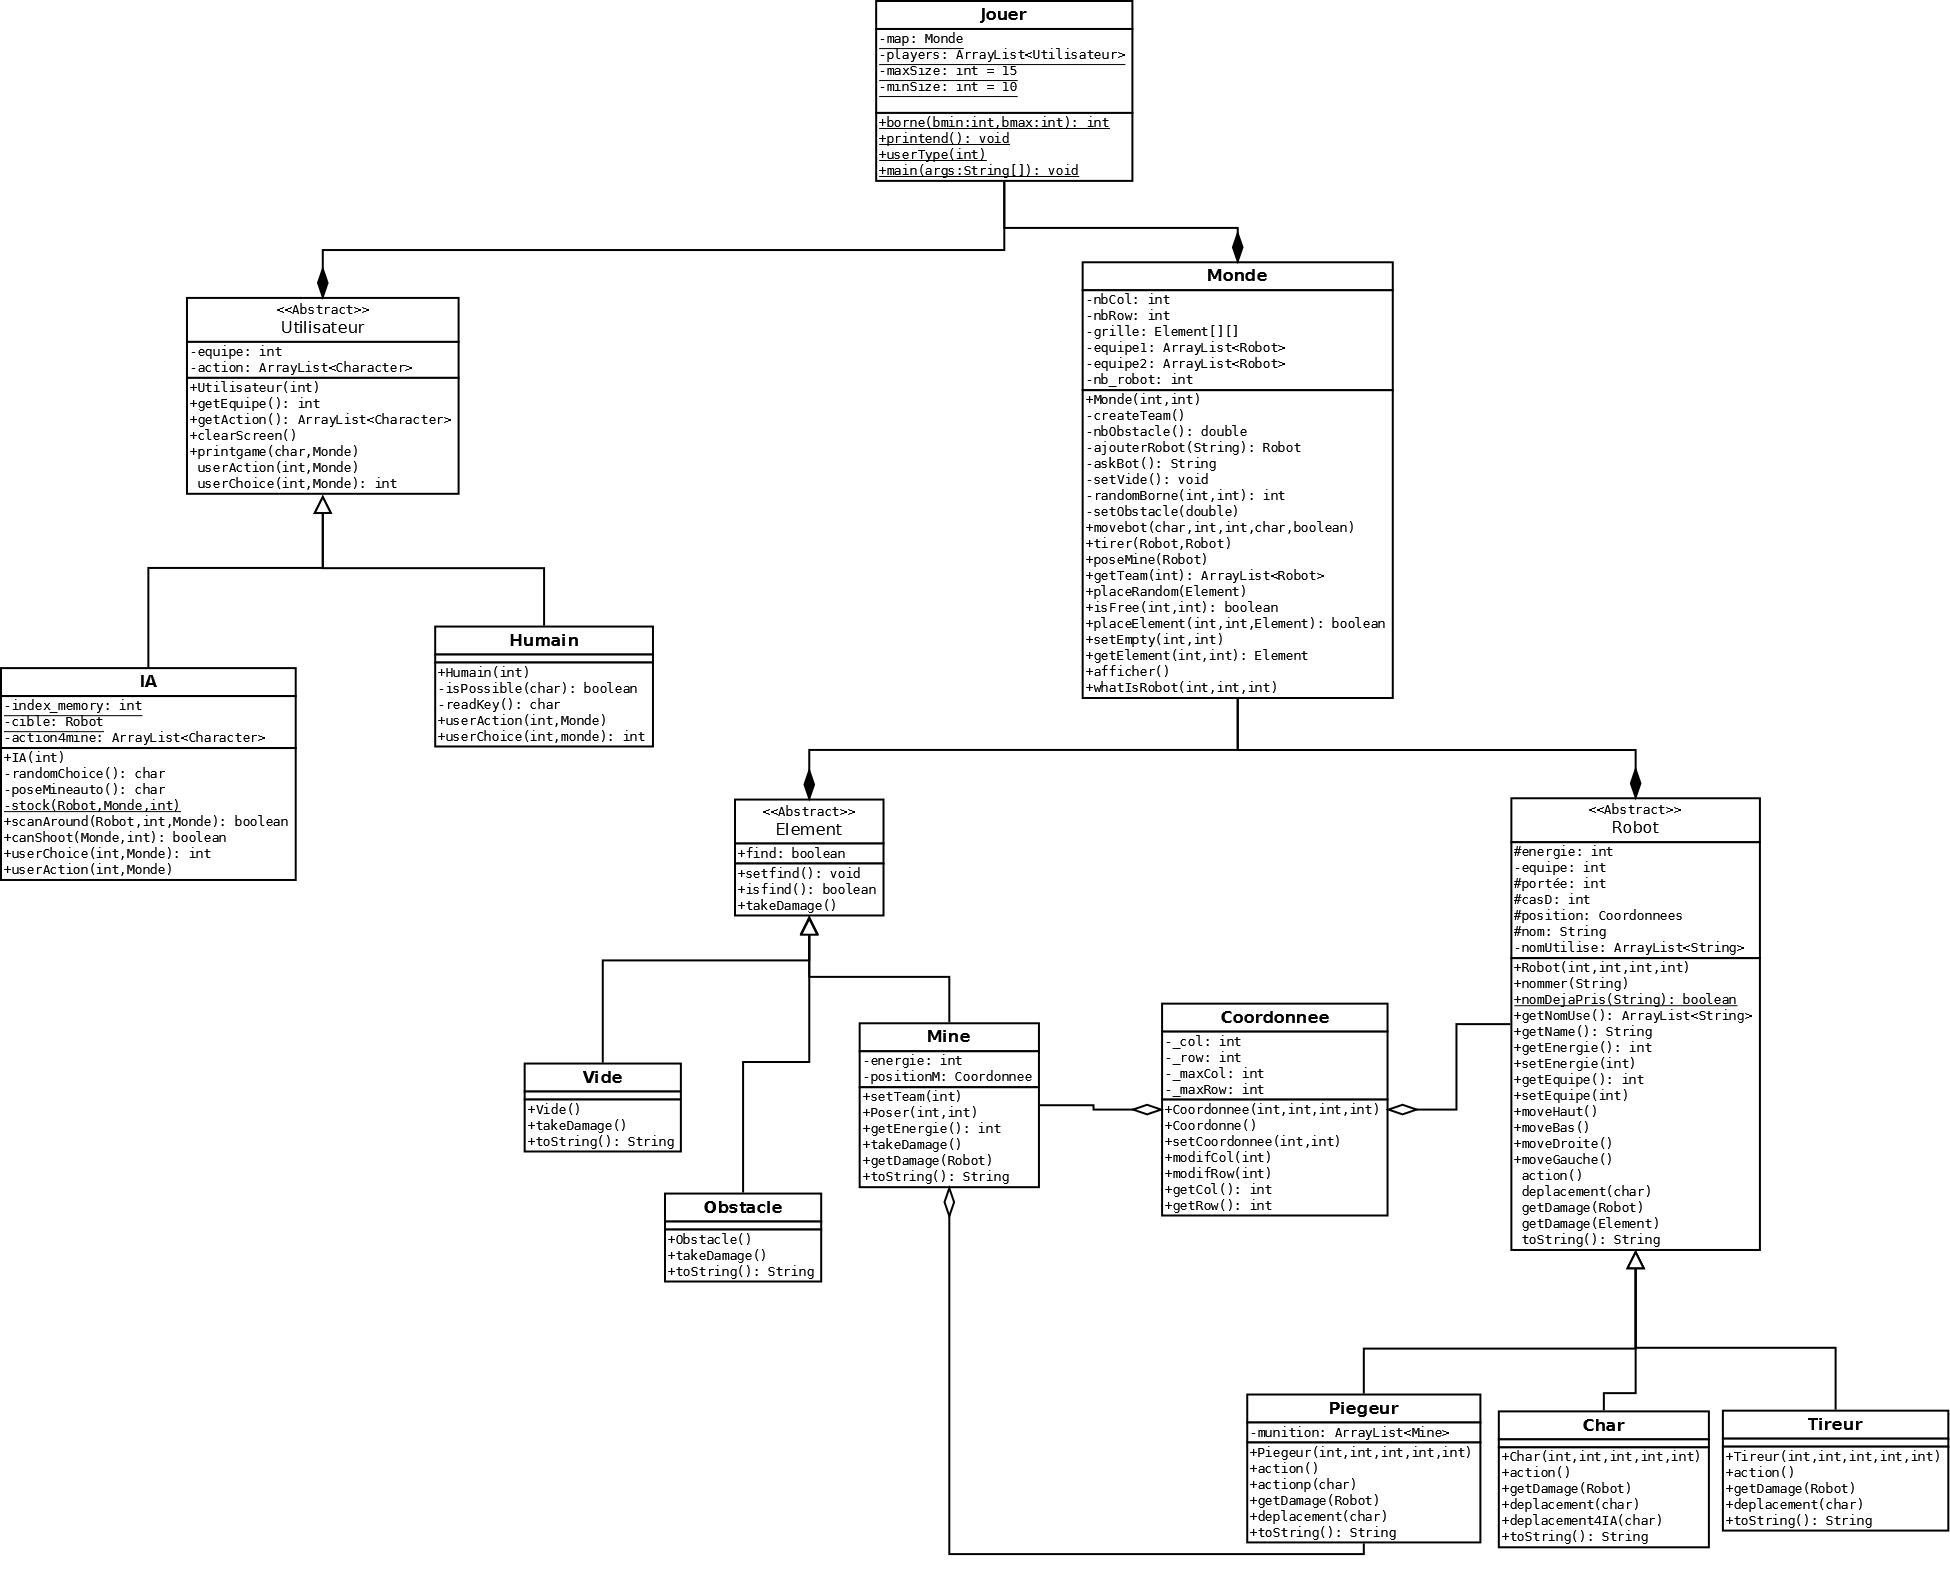 Jouer
-map: Monde
-players: ArrayList<Utilisateur>
-maxSize: int = 15
-minSize: int = 10
+borne(bmin:int,bmax:int): int
+printend(): void
+userType(int)
+main(args:String[]): void
<<Abstract>>
Utilisateur
-equipe: int
-action: ArrayList<Character>
+Utilisateur(int)
+getEquipe(): int
+getAction(): ArrayList<Character>
+clearScreen()
+printgame(char,Monde)
userAction(int,Monde)
userChoice(int,Monde): int
Monde
-nbCol: int
-nbRow: int
-grille: Element[][]
-equipe1: ArrayList<Robot>
-equipe2: ArrayList<Robot>
-nb_robot: int
+Monde(int,int)
-createTeam()
-nbObstacle(): double
-ajouterRobot(String): Robot
-askBot(): String
-setVide(): void
-randomBorne(int,int): int
-setObstacle(double)
+movebot(char,int,int,char,boolean)
+tirer(Robot,Robot)
+poseMine(Robot)
+getTeam(int): ArrayList<Robot>
+placeRandom(Element)
+isFree(int,int): boolean
+placeElement(int,int,Element): boolean
+setEmpty(int,int)
+getElement(int,int): Element
+afficher()
+whatIsRobot(int,int,int)
IA
-index_memory: int
-cible: Robot
-action4mine: ArrayList<Character>
+IA(int)
-randomChoice(): char
-poseMineauto(): char
-stock(Robot,Monde,int)
+scanAround(Robot,int,Monde): boolean
+canShoot(Monde,int): boolean
+userChoice(int,Monde): int
+userAction(int,Monde)
Humain
+Humain(int)
-isPossible(char): boolean
-readKey(): char
+userAction(int,Monde)
+userChoice(int,monde): int
<<Abstract>>
Element
+find: boolean
+setfind(): void
+isfind(): boolean
+takeDamage()
<<Abstract>>
Robot
#energie: int
-equipe: int
#portée: int
#casD: int
#position: Coordonnees
#nom: String
-nomUtilise: ArrayList<String>
+Robot(int,int,int,int)
+nommer(String)
+nomDejaPris(String): boolean
+getNomUse(): ArrayList<String>
+getName(): String
+getEnergie(): int
+setEnergie(int)
+getEquipe(): int
+setEquipe(int)
+moveHaut()
+moveBas()
+moveDroite()
+moveGauche()
action()
deplacement(char)
getDamage(Robot)
getDamage(Element)
toString(): String
Vide
+Vide()
+takeDamage()
+toString(): String
Obstacle
+Obstacle()
+takeDamage()
+toString(): String
Mine
-energie: int
-positionM: Coordonnee
+setTeam(int)
+Poser(int,int)
+getEnergie(): int
+takeDamage()
+getDamage(Robot)
+toString(): String
Coordonnee
-_col: int
-_row: int
-_maxCol: int
-_maxRow: int
+Coordonnee(int,int,int,int)
+Coordonne()
+setCoordonnee(int,int)
+modifCol(int)
+modifRow(int)
+getCol(): int
+getRow(): int
Piegeur
-munition: ArrayList<Mine>
+Piegeur(int,int,int,int,int)
+action()
+actionp(char)
+getDamage(Robot)
+deplacement(char)
+toString(): String
Char
+Char(int,int,int,int,int)
+action()
+getDamage(Robot)
+deplacement(char)
+deplacement4IA(char)
+toString(): String
Tireur
+Tireur(int,int,int,int,int)
+action()
+getDamage(Robot)
+deplacement(char)
+toString(): String